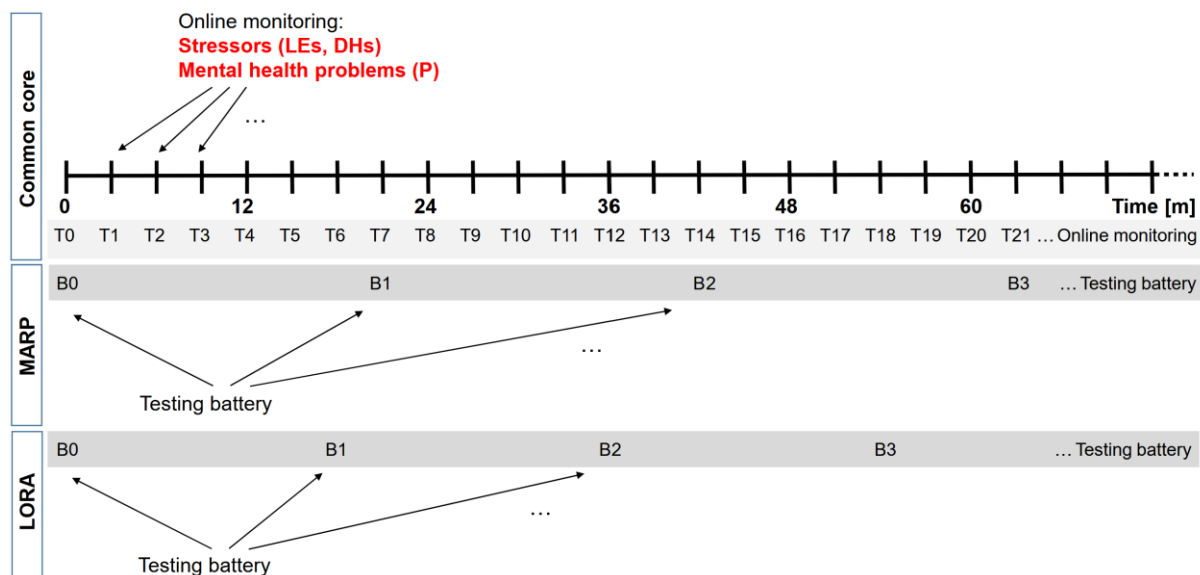 Online monitoring:
Stressors (LEs, DHs)
Mental health problems (P)
…
Common core
0 12 24 36 48 60 Time [m]
T0 T1 T2 T3 T4 T5 T6 T7 T8 T9 T10 T11 T12 T13 T14 T15 T16 T17 T18 T19 T20 T21 … Online monitoring
MARP
B0 B1 B2 B3 … Testing battery
…
Testing battery
LORA
B0 B1 B2 B3 … Testing battery
…
Testing battery